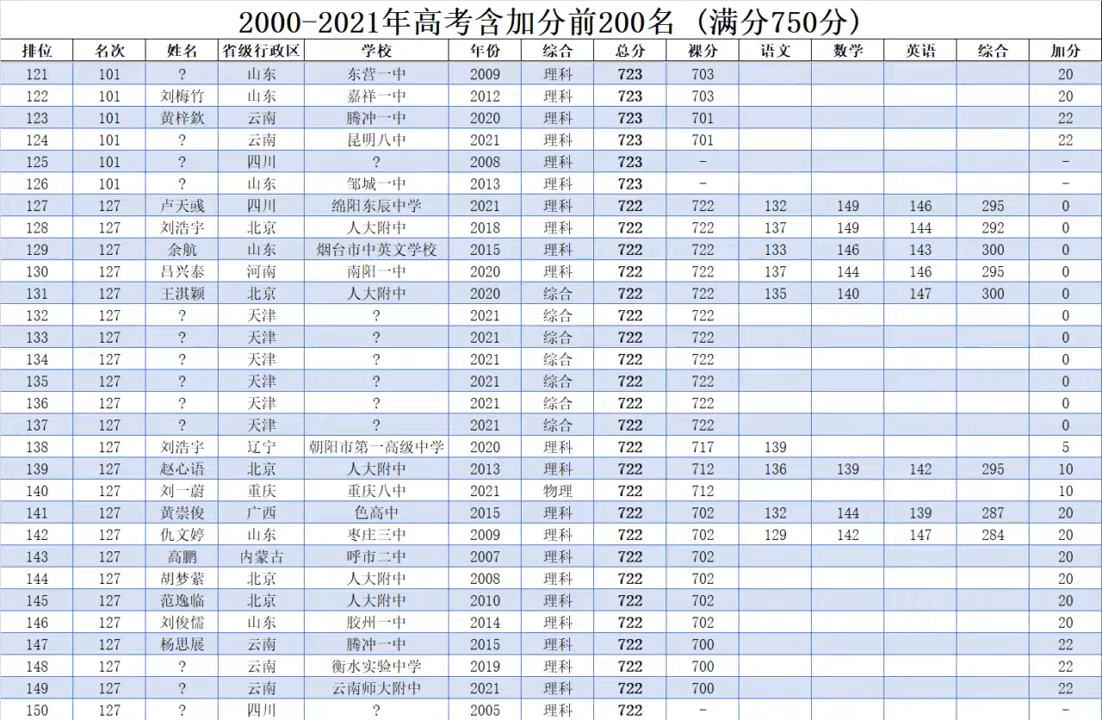 2000-2021年高考含加分前200名 (满分750分)
排位 名次 姓名 省级行政区 学校 年份 综合 总分 裸分 语文 数学 英语 综合 加分
121 101 ? 山东 东营一中 2009 理科 723 703 20
122 101 刘梅竹 山东 嘉祥一中 2012 理科 723 703 20
123 101 黄梓欽 云南 腾冲一中 2020 理科 723 701 22
124 101 ? 云南 昆明八中 2021 理科 723 701 22
125 101 ? 四川 ? 2008 理科 723 - -
126 101 ? 山东 邹城一中 2013 理科 723 - -
127 127 卢天彧 四川 绵阳东辰中学 2021 理科 722 722 132 149 146 295 0
128 127 刘浩宇 北京 人大附中 2018 理科 722 722 137 149 144 292 0
129 127 余航 山东 烟台市中英文学校 2015 理科 722 722 133 146 143 300 0
130 127 吕兴泰 河南 南阳一中 2020 理科 722 722 137 144 146 295 0
131 127 王淇颖 北京 人大附中 2020 综合 722 722 135 140 147 300 0
132 127 ? 天津 ? 2021 综合 722 722 0
133 127 ? 天津 ? 2021 综合 722 722 0
134 127 ? 天津 ? 2021 综合 722 722 0
135 127 ? 天津 ? 2021 综合 722 722 0
136 127 ? 天津 ? 2021 综合 722 722 0
137 127 ? 天津 ? 2021 综合 722 722 0
138 127 刘浩宇 辽宁 朝阳市第一高级中学 2020 理科 722 717 139 5
139 127 赵心语 北京 人大附中 2013 理科 722 712 136 139 142 295 10
140 127 刘一蔚 重庆 重庆八中 2021 物理 722 712 10
141 127 黄崇俊 广西 色高中 2015 理科 722 702 132 144 139 287 20
142 127 仇文婷 山东 枣庄三中 2009 理科 722 702 129 142 147 284 20
143 127 高鹏 内蒙古 呼市二中 2007 理科 722 702 20
144 127 胡梦萦 北京 人大附中 2008 理科 722 702 20
145 127 范逸临 北京 人大附中 2010 理科 722 702 20
146 127 刘俊儒 山东 胶州一中 2014 理科 722 702 20
147 127 杨思展 云南 腾冲一中 2015 理科 722 700 22
148 127 ? 云南 衡水实验中学 2019 理科 722 700 22
149 127 ? 云南 云南师大附中 2021 理科 722 700 22
150 127 ? 四川 ? 2005 理科 722 - -